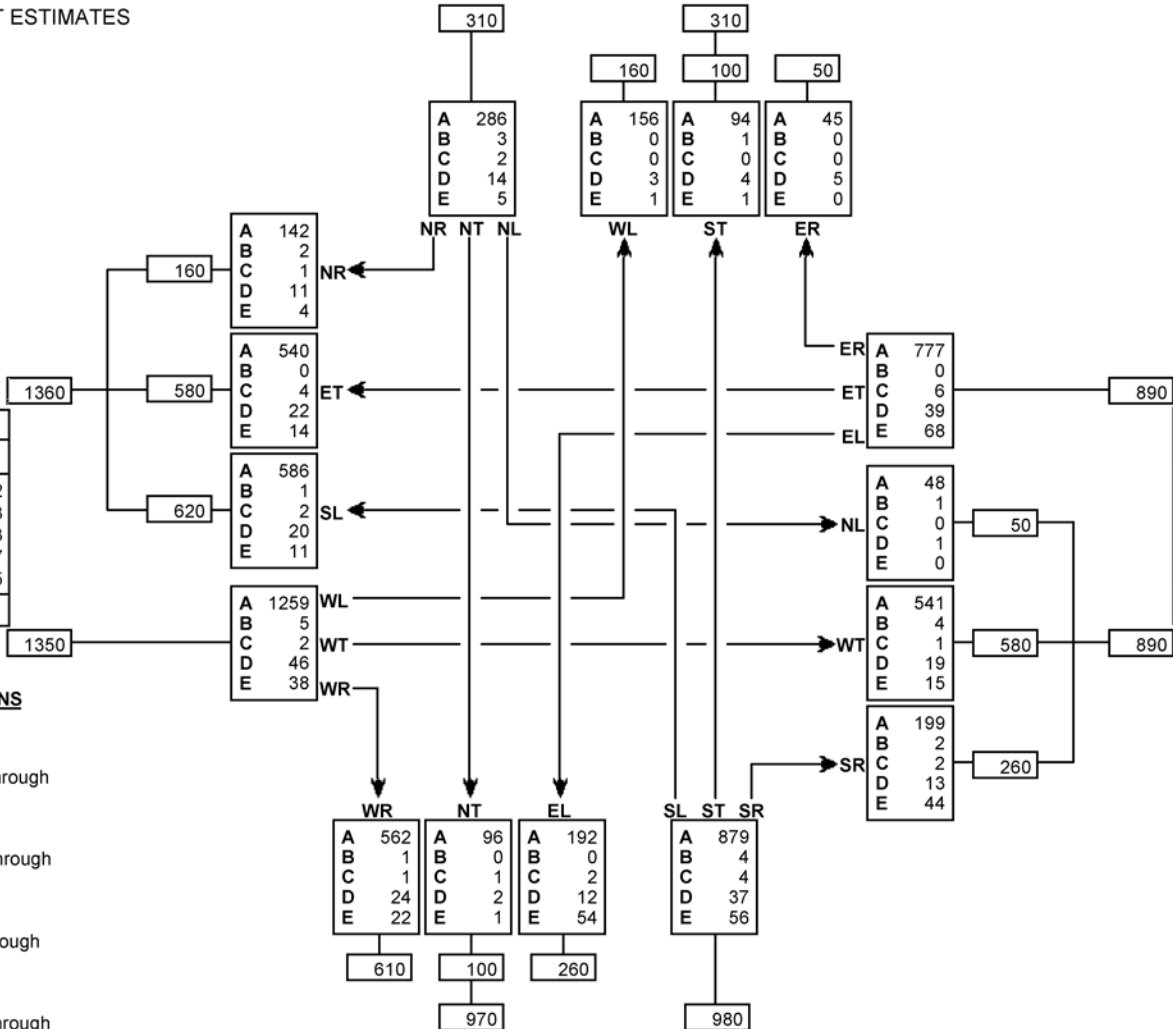 T ESTIMATES
310
310
160
100
50
A 286
B 3
C 2
D 14
E 5
A 156
B 0
C 0
D 3
E 1
A 94
B 1
C 0
D 4
E 1
A 45
B 0
C 0
D 5
E 0
NR NT NL
WL
ST
ER
160
A 142
B 2
C 1
D 11
E 4
NR
1360
580
A 540
B 0
C 4
D 22
E 14
ET
ER
ET
EL
A 777
B 0
C 6
D 39
E 68
890
620
A 586
B 1
C 2
D 20
E 11
SL
NL
A 48
B 1
C 0
D 1
E 0
50
1350
A 1259
B 5
C 2
D 46
E 38
WL
WT
WR
WT
A 541
B 4
C 1
D 19
E 15
580
890
NS
SR
A 199
B 2
C 2
D 13
E 44
260
rough
hrough
ough
hrough
WR
NT
EL
SL ST SR
A 562
B 1
C 1
D 24
E 22
A 96
B 0
C 1
D 2
E 1
A 192
B 0
C 2
D 12
E 54
A 879
B 4
C 4
D 37
E 56
610
100
260
970
980